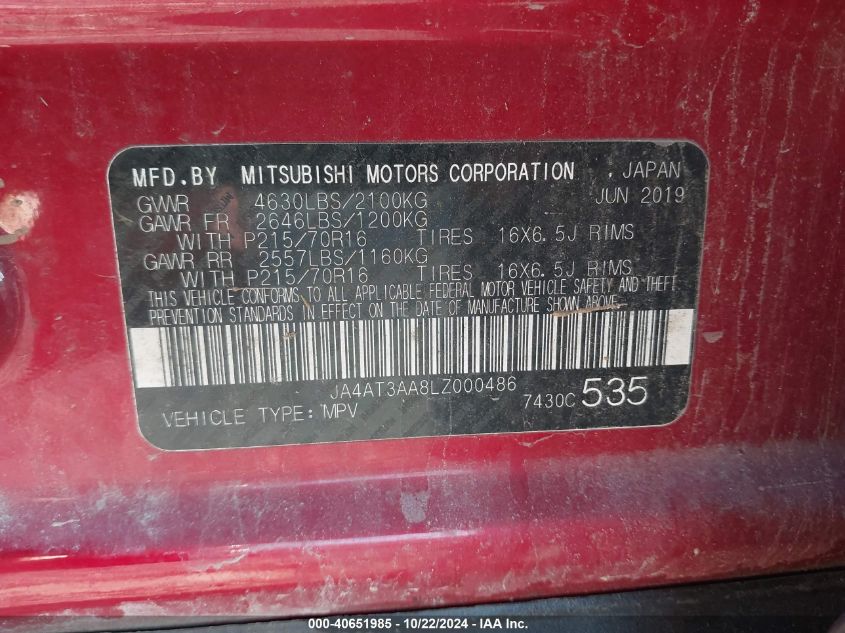 MFD.BY MITSUBISHI MOTORS CORPORATION , JAPAN
GVWR 4630LBS/2100KG JUN 2019
GAWR FR 2646LBS/1200KG
WITH P215/70R16 TIRES 16X6.5J RIMS
GAWR RR 2557LBS/1160KG
WITH P215/70R16 TIRES 16X6.5J RIMS
THIS VEHICLE CONFORMS TO ALL APPLICABLE FEDERAL MOTOR VEHICLE SAFETY AND THEFT
PREVENTION STANDARDS IN EFFECT ON THE DATE OF MANUFACTURE SHOWN ABOVE.
JA4AT3AA8LZ000486
VEHICLE TYPE: MPV 7430C 535
000-40651985 - 10/22/2024 - IAA Inc.